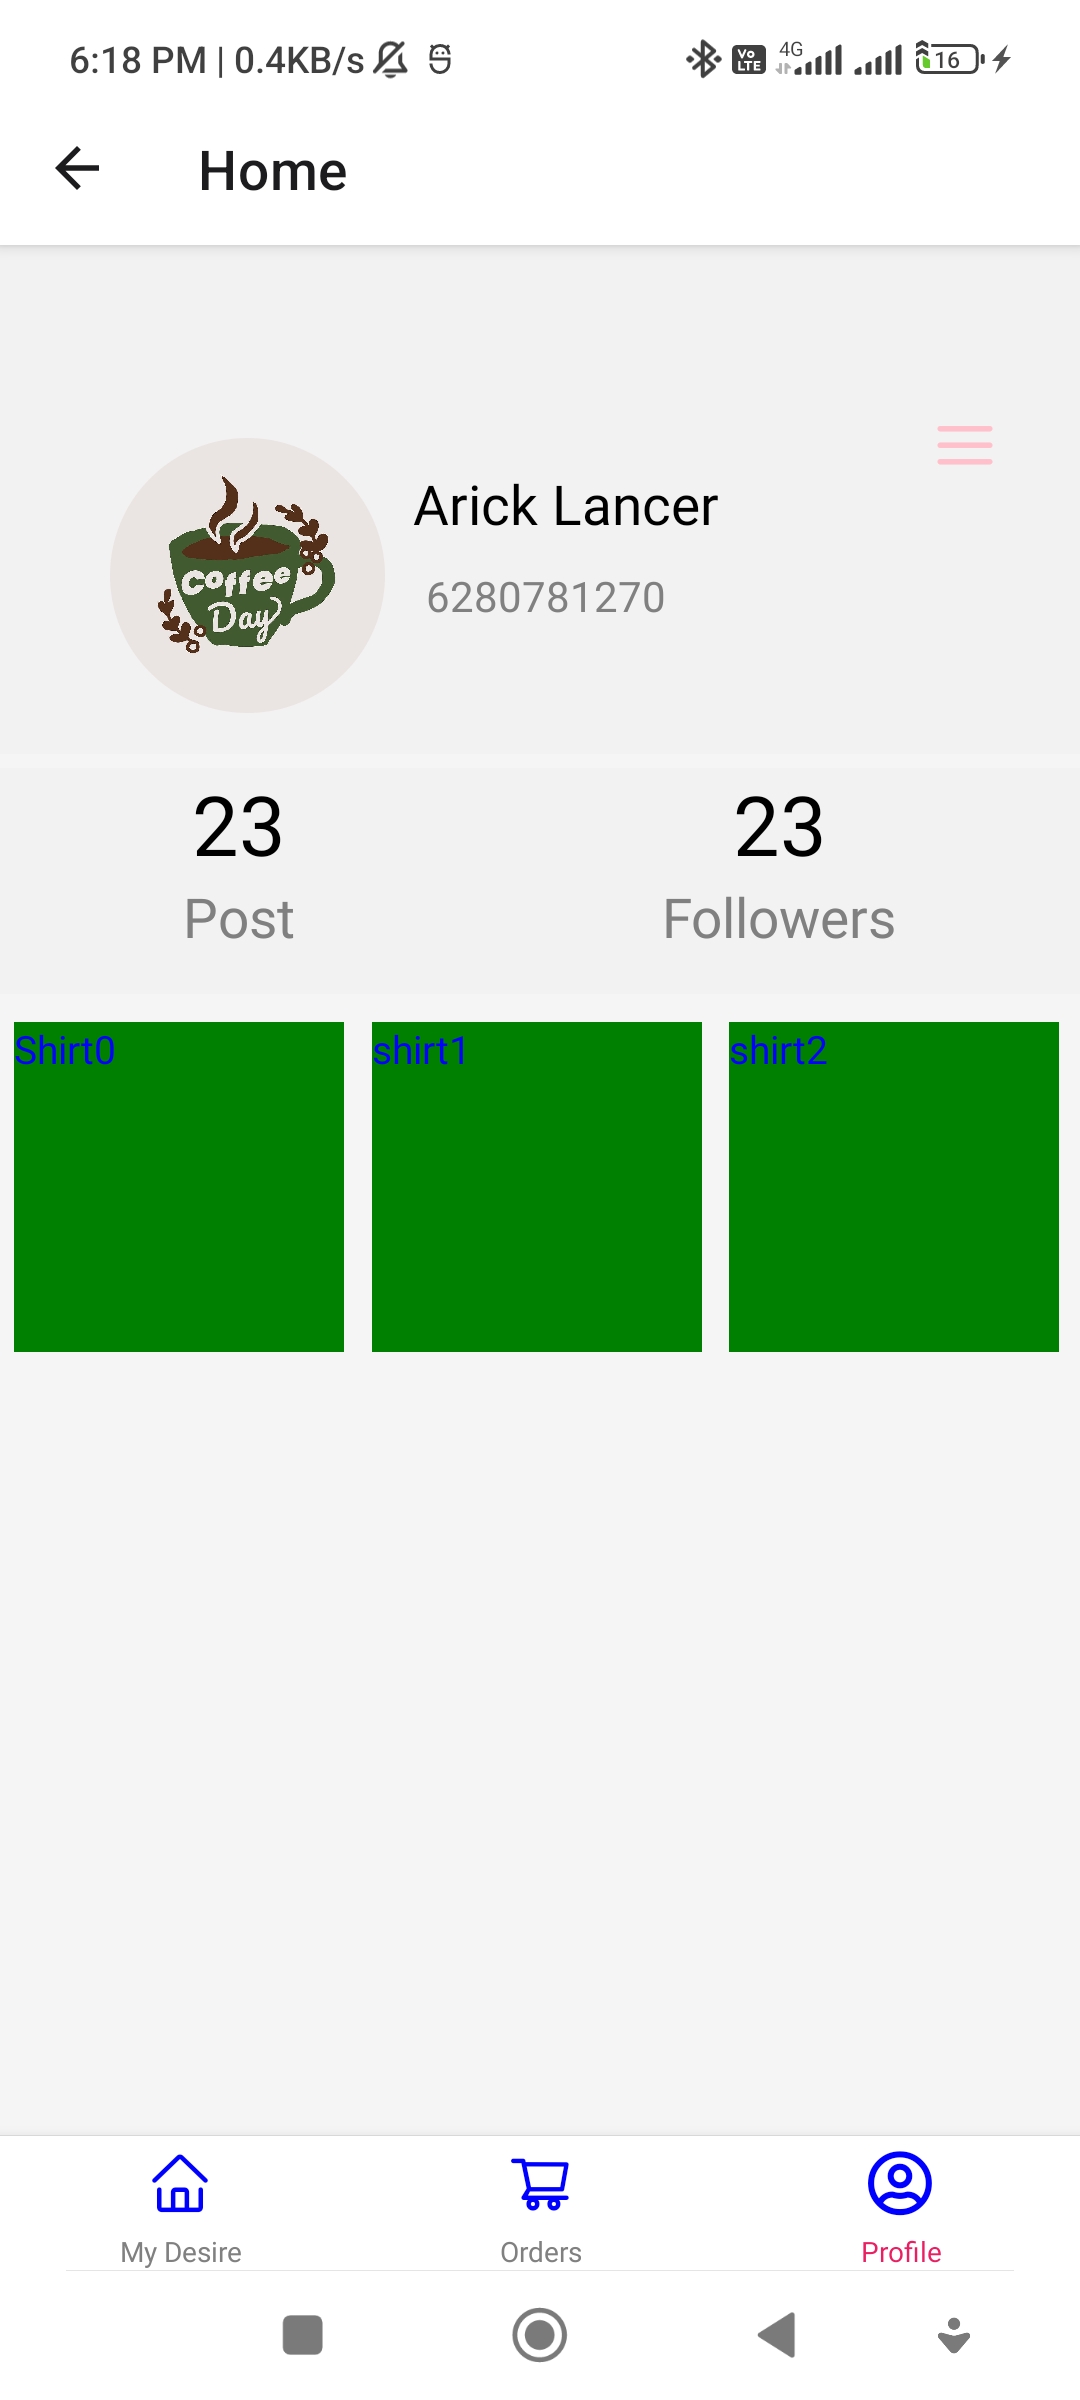 6:18 PM | 0.4KB/s
Vo LTE
4G
16
Home
Coffee
Day
Arick Lancer
6280781270
23
Post
23
Followers
Shirt0
shirt1
shirt2
My Desire
Orders
Profile